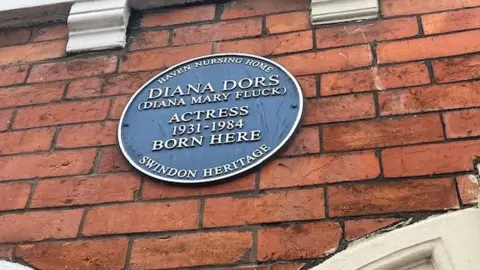 HAVEN NURSING HOME
DIANA DORS
(DIANA MARY FLUCK)
ACTRESS
1931-1984
BORN HERE
SWINDON HERITAGE